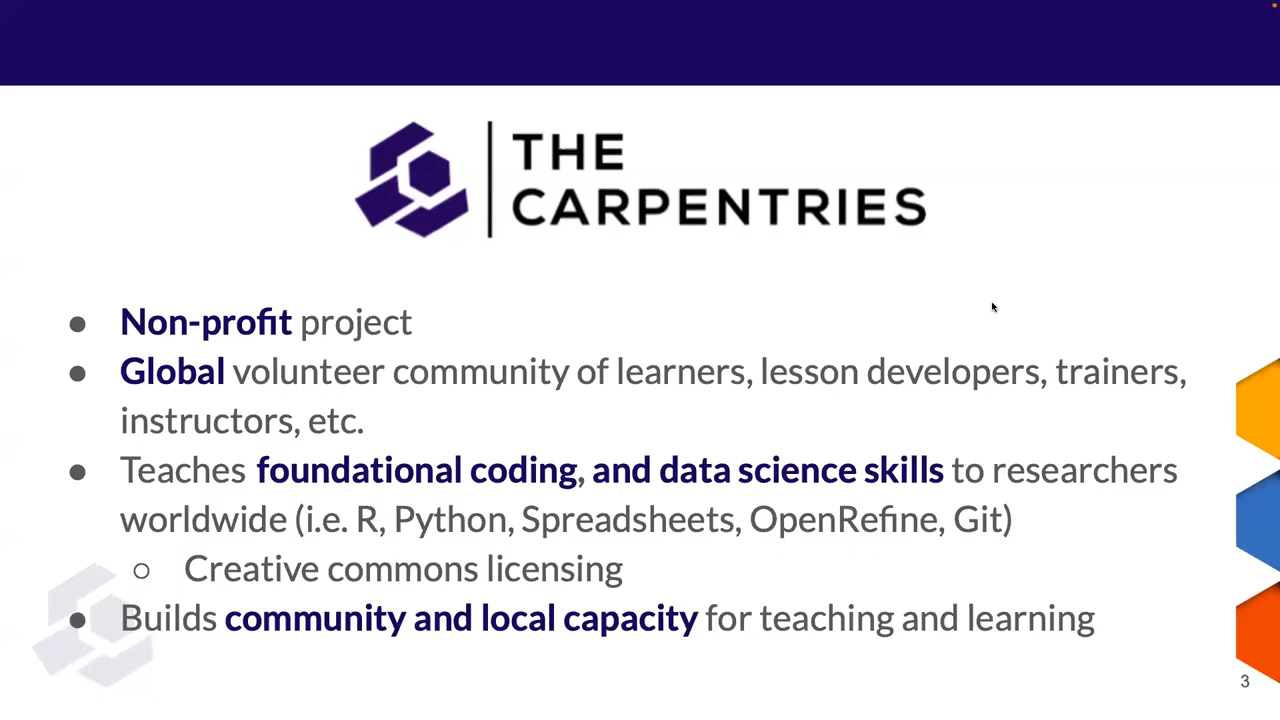 THE
CARPENTRIES
● Non-profit project
● Global volunteer community of learners, lesson developers, trainers,
instructors, etc.
● Teaches foundational coding, and data science skills to researchers
worldwide (i.e. R, Python, Spreadsheets, OpenRefine, Git)
○ Creative commons licensing
● Builds community and local capacity for teaching and learning
3